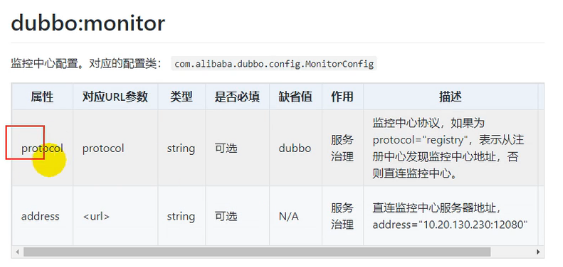 dubbo:monitor
监控中心配置。对应的配置类： com.alibaba.dubbo.config.MonitorConfig
属性 对应URL参数 类型 是否必填 缺省值 作用 描述
protocol protocol string 可选 dubbo 服务治理 监控中心协议，如果为protocol="registry"，表示从注册中心发现监控中心地址，否则直连监控中心。
address <url> string 可选 N/A 服务治理 直连监控中心服务器地址，address="10.20.130.230:12080"